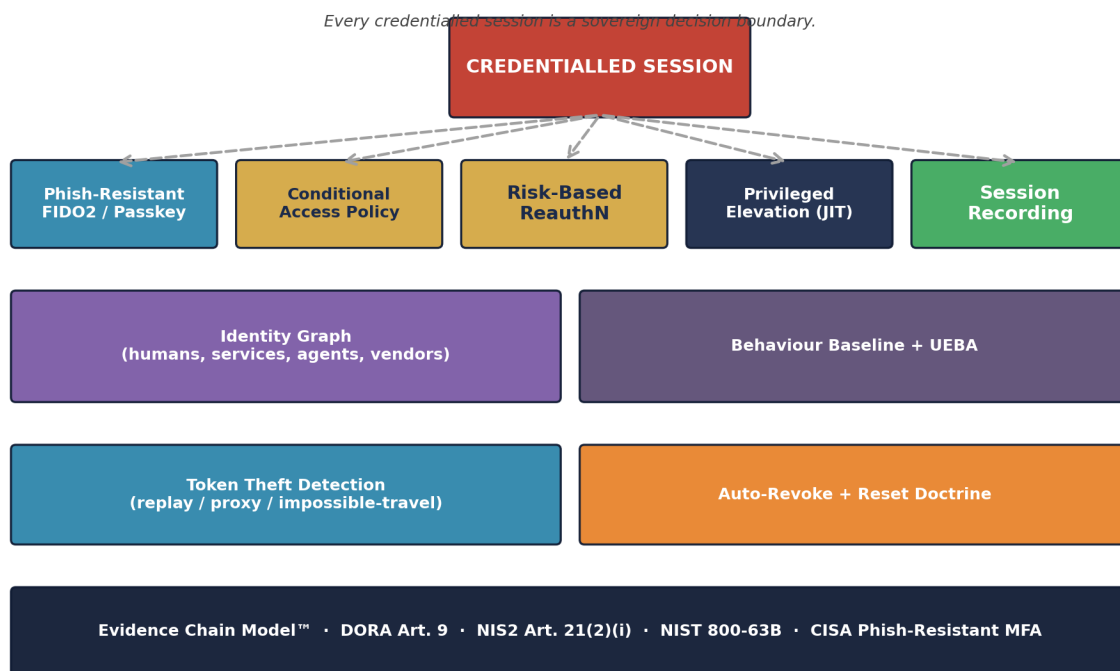 Every credentialled session is a sovereign decision boundary.
CREDENTIALLED SESSION
Phish-Resistant
FIDO2 / Passkey
Conditional
Access Policy
Risk-Based
ReauthN
Privileged
Elevation (JIT)
Session
Recording
Identity Graph
(humans, services, agents, vendors)
Behaviour Baseline + UEBA
Token Theft Detection
(replay / proxy / impossible-travel)
Auto-Revoke + Reset Doctrine
Evidence Chain Model™ · DORA Art. 9 · NIS2 Art. 21(2)(i) · NIST 800-63B · CISA Phish-Resistant MFA